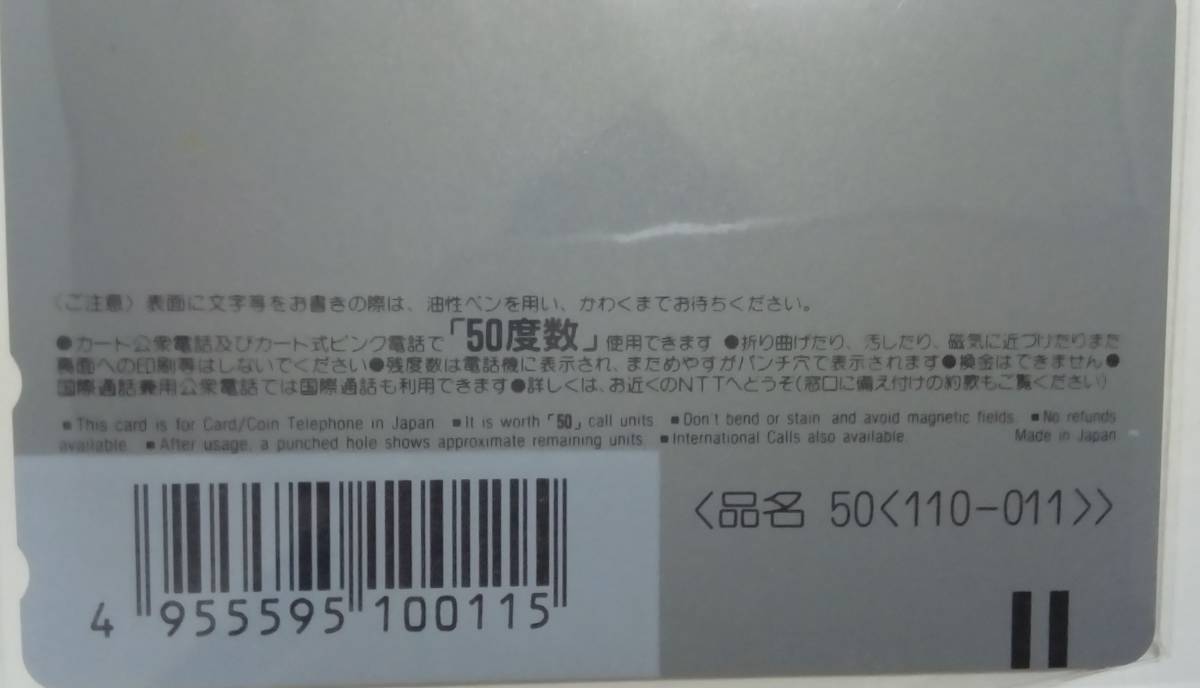 〈ご注意〉表面に文字等をお書きの際は、油性ペンを用い、かわくまでお待ちください。
●カード公衆電話及びカード式ピンク電話で「50度数」使用できます ●折り曲げたり、汚したり、磁気に近づけたりまた
裏面への印刷等はしないでください●残度数は電話機に表示され、まためやすがパンチ穴で表示されます●換金はできません●
国際通話兼用公衆電話では国際通話も利用できます●詳しくは、お近くのNTTへどうぞ(窓口に備え付けの約款もご覧ください)
■This card is for Card/Coin Telephone in Japan ■It is worth「50」call units. ■Don't bend or stain and avoid magnetic fields. ■No refunds
available. ■After usage, a punched hole shows approximate remaining units. ■International Calls also available. Made in Japan
〈品名 50〈110-011〉〉
4 955595 100115